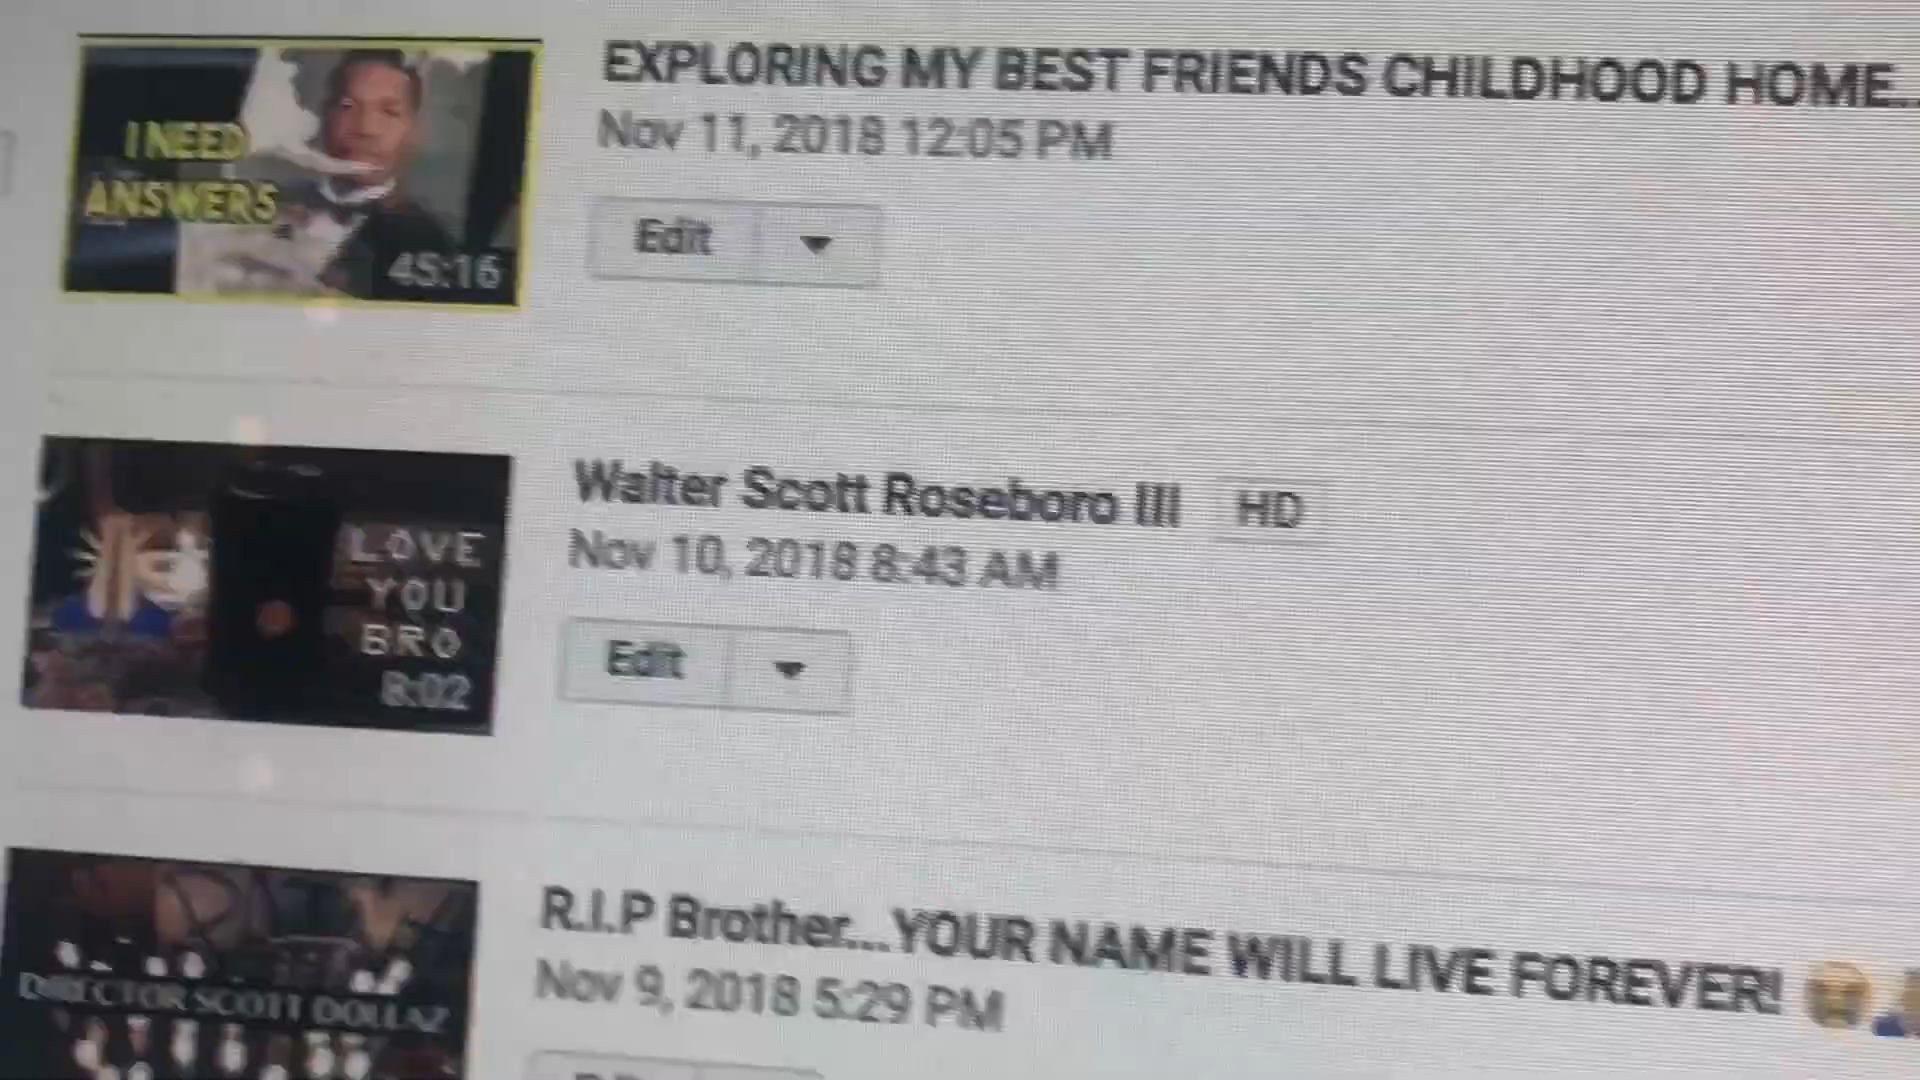 EXPLORING MY BEST FRIENDS CHILDHOOD HOME...
Nov 11, 2018 12:05 PM
I NEED
ANSWERS
45:16
Edit
Walter Scott Roseboro III HD
Nov 10, 2018 8:43 AM
LOVE
YOU
BRO
8:02
Edit
R.I.P Brother....YOUR NAME WILL LIVE FOREVER!
Nov 9, 2018 5:29 PM
DIRECTOR SCOTT DOLLAZ